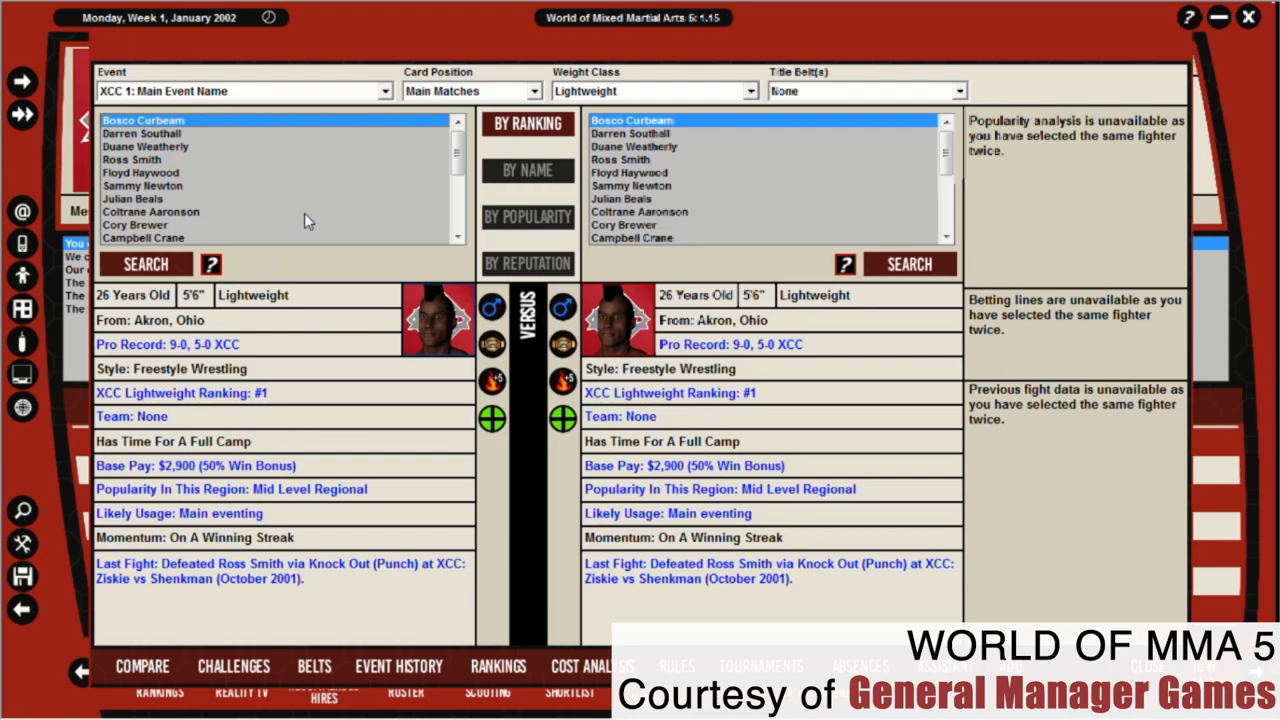 Monday, Week 1, January 2002
World of Mixed Martial Arts 5: 1.15
Event
Card Position
Weight Class
Title Belt(s)
XCC 1: Main Event Name
Main Matches
Lightweight
None
Bosco Curbeam
Darren Southall
Duane Weatherly
Ross Smith
Floyd Haywood
Sammy Newton
Julian Beals
Coltrane Aaronson
Cory Brewer
Campbell Crane
BY RANKING
BY NAME
BY POPULARITY
BY REPUTATION
Bosco Curbeam
Darren Southall
Duane Weatherly
Ross Smith
Floyd Haywood
Sammy Newton
Julian Beals
Coltrane Aaronson
Cory Brewer
Campbell Crane
Popularity analysis is unavailable as
you have selected the same fighter
twice.
SEARCH
?
?
SEARCH
Me
You
We c
Our
The
The
The
26 Years Old
5'6"
Lightweight
From: Akron, Ohio
Pro Record: 9-0, 5-0 XCC
Style: Freestyle Wrestling
XCC Lightweight Ranking: #1
Team: None
Has Time For A Full Camp
Base Pay: $2,900 (50% Win Bonus)
Popularity In This Region: Mid Level Regional
Likely Usage: Main eventing
Momentum: On A Winning Streak
Last Fight: Defeated Ross Smith via Knock Out (Punch) at XCC:
Ziskie vs Shenkman (October 2001).
VERSUS
+5
+5
26 Years Old
5'6"
Lightweight
From: Akron, Ohio
Pro Record: 9-0, 5-0 XCC
Style: Freestyle Wrestling
XCC Lightweight Ranking: #1
Team: None
Has Time For A Full Camp
Base Pay: $2,900 (50% Win Bonus)
Popularity In This Region: Mid Level Regional
Likely Usage: Main eventing
Momentum: On A Winning Streak
Last Fight: Defeated Ross Smith via Knock Out (Punch) at XCC:
Ziskie vs Shenkman (October 2001).
Betting lines are unavailable as you
have selected the same fighter
twice.
Previous fight data is unavailable as
you have selected the same fighter
twice.
COMPARE
CHALLENGES
BELTS
EVENT HISTORY
RANKINGS
COST ANALYSIS
RULES
TOURNAMENTS
ABSENCES
RANKINGS
REALITY TV
HIRES
ROSTER
SCOUTING
SHORTLIST
WORLD OF MMA 5
Courtesy of General Manager Games